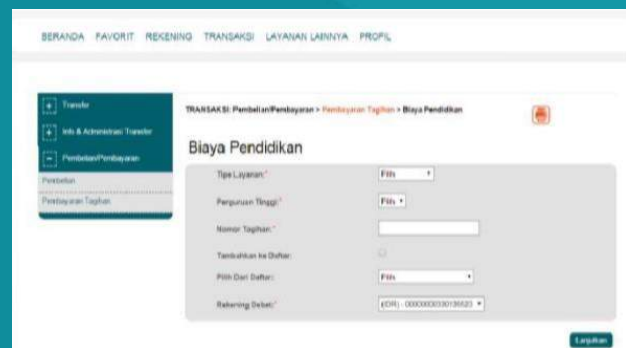 BERANDA FAVORIT REKENING TRANSAKSI LAYANAN LAINNYA PROFIL
Transfer
Info & Administrasi Transfer
Pembelian/Pembayaran
Pembelian
Pembayaran Tagihan
TRANSAKSI: Pembelian/Pembayaran > Pembayaran Tagihan > Biaya Pendidikan
Biaya Pendidikan
Tipe Layanan:* Pilih
Perguruan Tinggi:* Pilih
Nomor Tagihan:*
Tambahkan ke Daftar:
Pilih Dari Daftar: Pilih
Rekening Debet:* (IDR) -
Lanjutkan